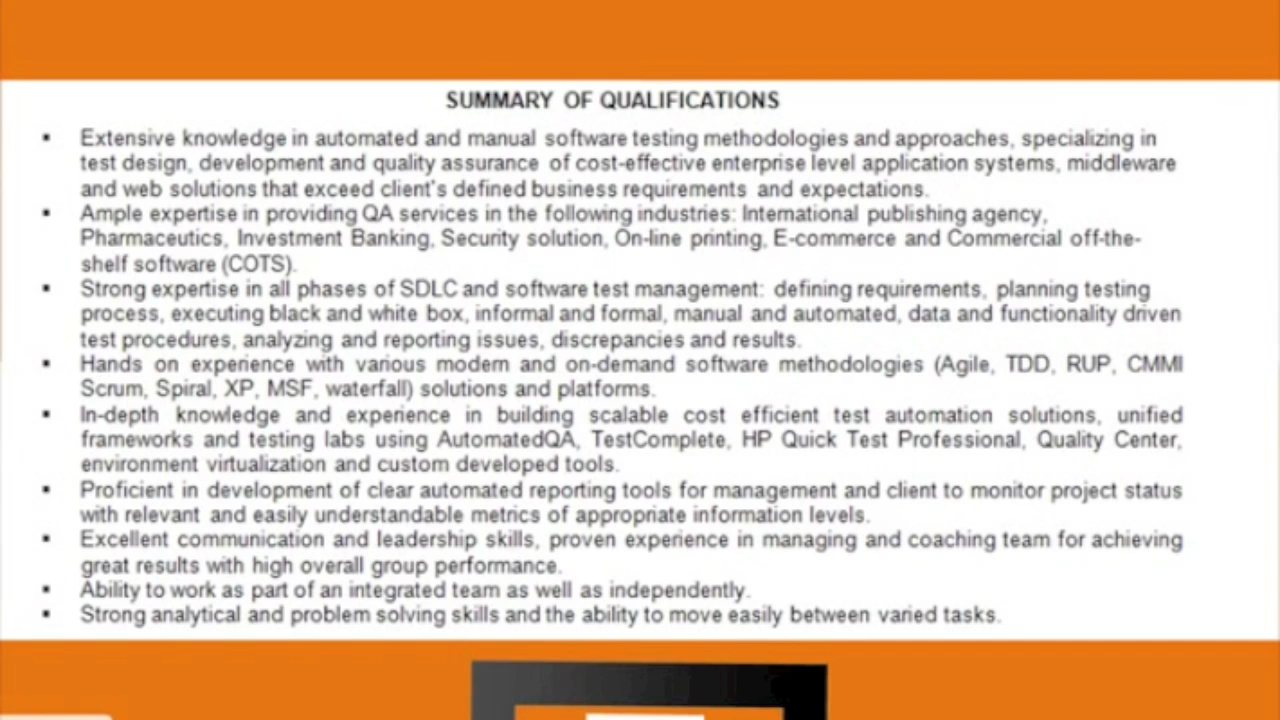 SUMMARY OF QUALIFICATIONS
▪ Extensive knowledge in automated and manual software testing methodologies and approaches, specializing in
test design, development and quality assurance of cost-effective enterprise level application systems, middleware
and web solutions that exceed client's defined business requirements and expectations.
▪ Ample expertise in providing QA services in the following industries: International publishing agency,
Pharmaceutics, Investment Banking, Security solution, On-line printing, E-commerce and Commercial off-the-
shelf software (COTS).
▪ Strong expertise in all phases of SDLC and software test management: defining requirements, planning testing
process, executing black and white box, informal and formal, manual and automated, data and functionality driven
test procedures, analyzing and reporting issues, discrepancies and results.
▪ Hands on experience with various modern and on-demand software methodologies (Agile, TDD, RUP, CMMI
Scrum, Spiral, XP, MSF, waterfall) solutions and platforms.
▪ In-depth knowledge and experience in building scalable cost efficient test automation solutions, unified
frameworks and testing labs using AutomatedQA, TestComplete, HP Quick Test Professional, Quality Center,
environment virtualization and custom developed tools.
▪ Proficient in development of clear automated reporting tools for management and client to monitor project status
with relevant and easily understandable metrics of appropriate information levels.
▪ Excellent communication and leadership skills, proven experience in managing and coaching team for achieving
great results with high overall group performance.
▪ Ability to work as part of an integrated team as well as independently.
▪ Strong analytical and problem solving skills and the ability to move easily between varied tasks.